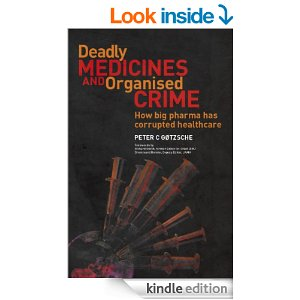 Look inside
Deadly
MEDICINES
AND Organised
CRIME
How big pharma has
corrupted healthcare
PETER C GØTZSCHE
kindle edition